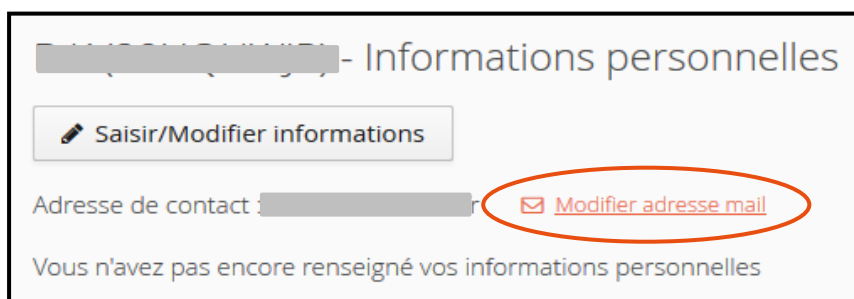 - Informations personnelles
Saisir/Modifier informations
Adresse de contact : Modifier adresse mail
Vous n'avez pas encore renseigné vos informations personnelles